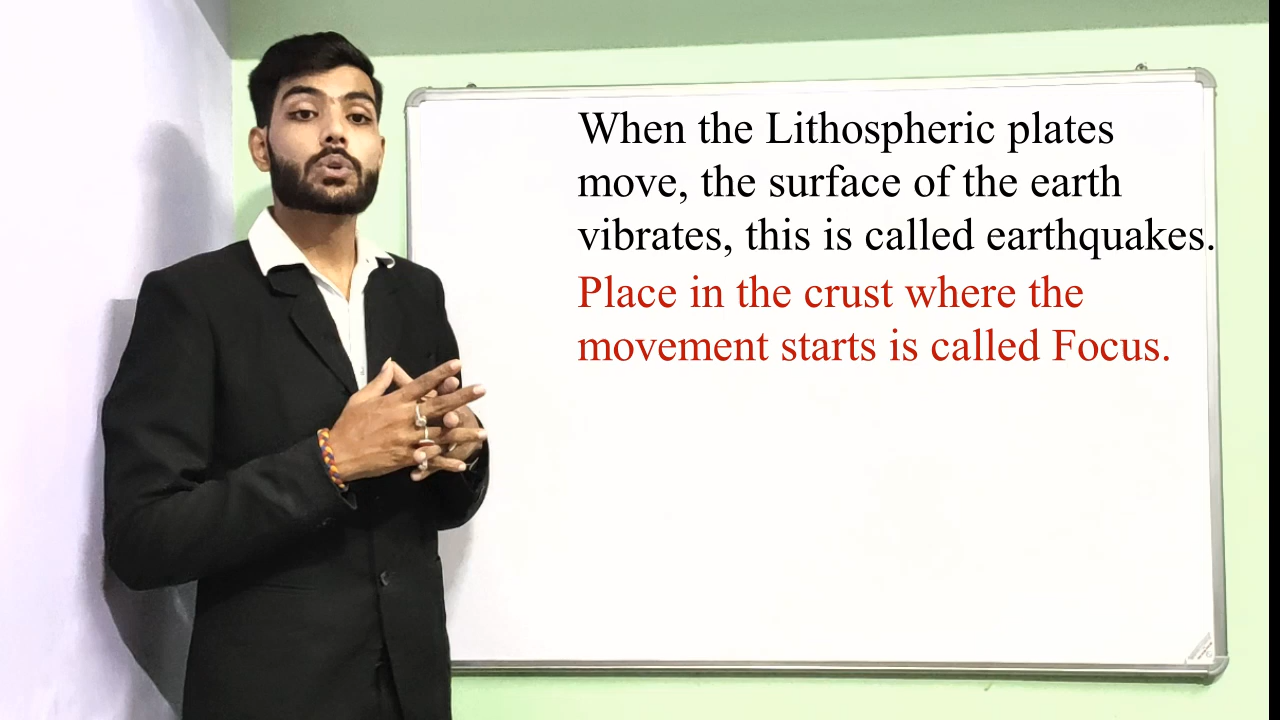 When the Lithospheric plates
move, the surface of the earth
vibrates, this is called earthquakes.
Place in the crust where the
movement starts is called Focus.